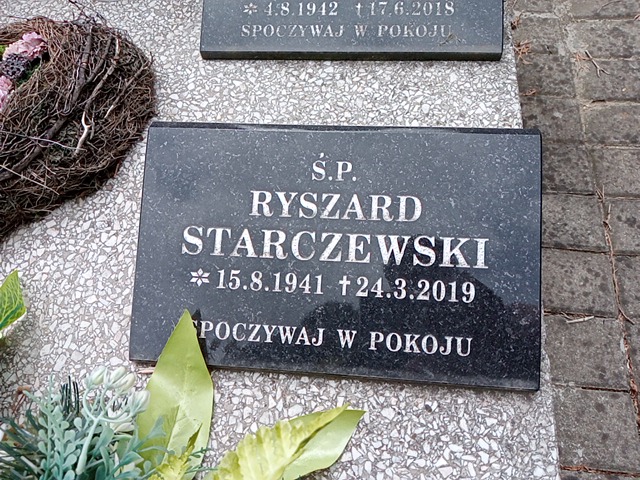 * 4.8.1942 †17.6.2018
SPOCZYWAJ W POKOJU
Ś.P.
RYSZARD
STARCZEWSKI
* 15.8.1941 †24.3.2019
SPOCZYWAJ W POKOJU